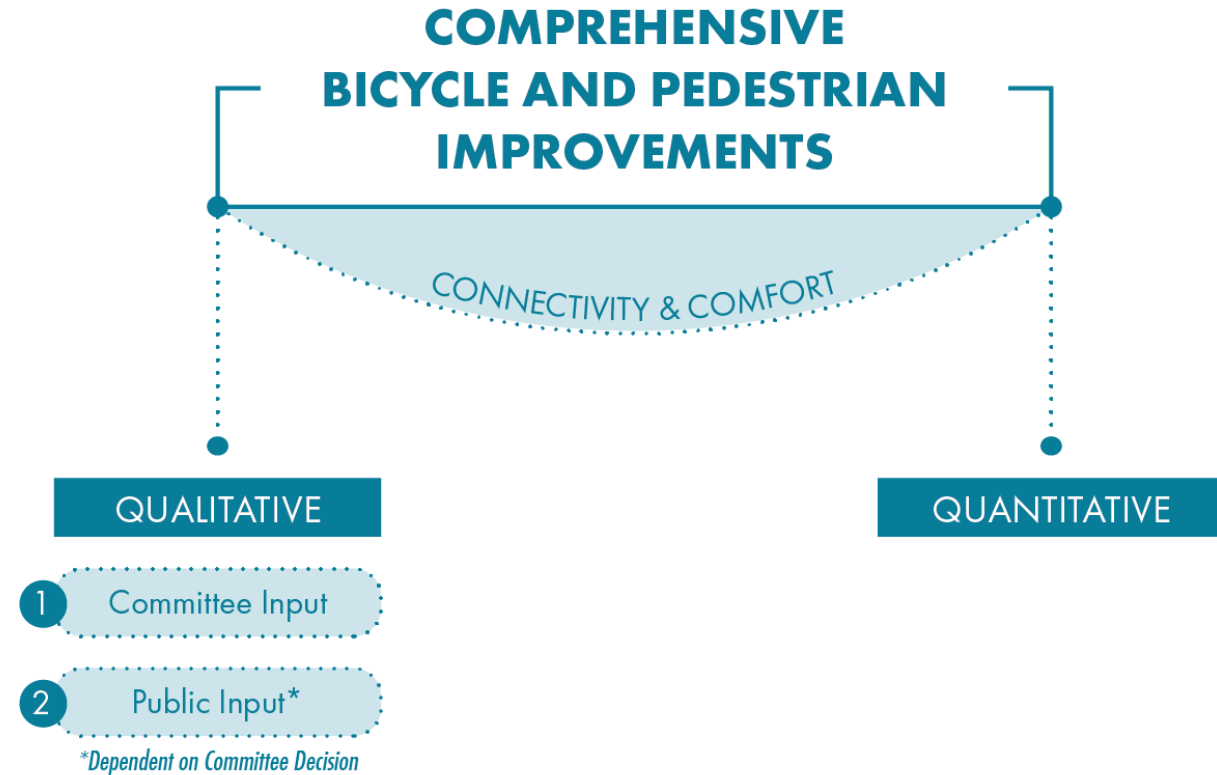 COMPREHENSIVE
BICYCLE AND PEDESTRIAN
IMPROVEMENTS
CONNECTIVITY & COMFORT
QUALITATIVE
QUANTITATIVE
1 Committee Input
2 Public Input*
*Dependent on Committee Decision